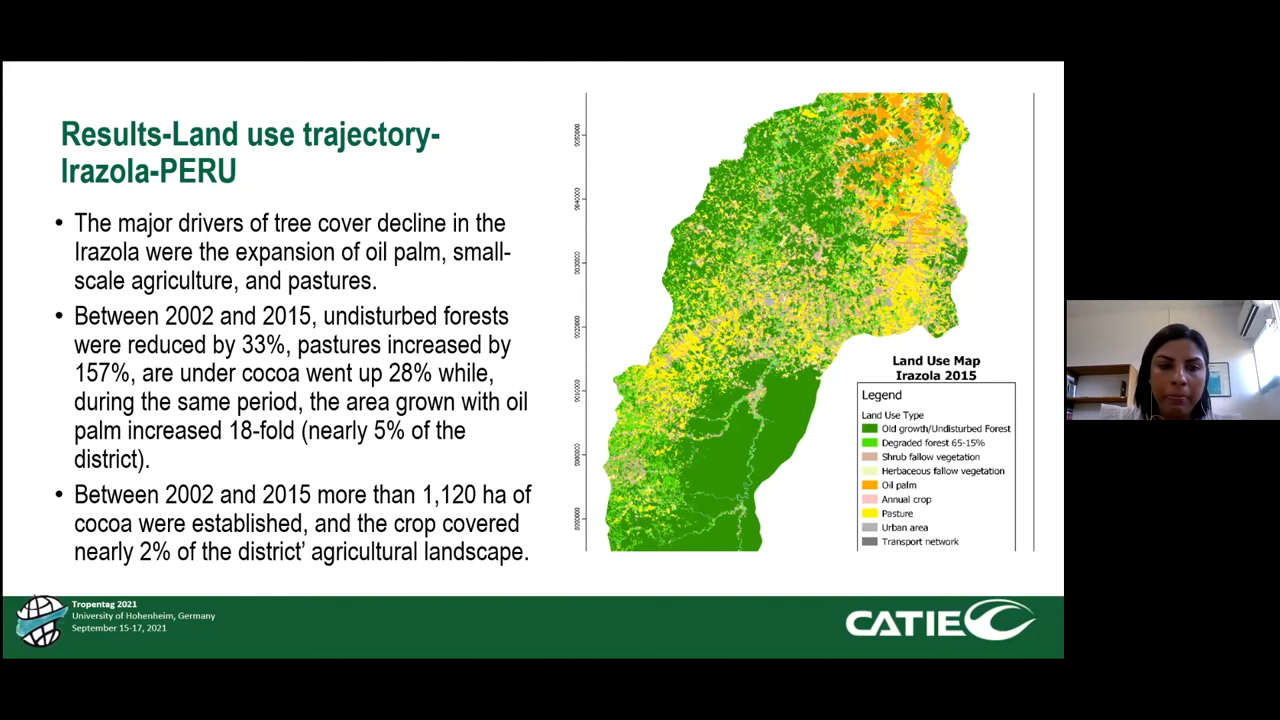 Results-Land use trajectory-
Irazola-PERU
• The major drivers of tree cover decline in the
Irazola were the expansion of oil palm, small-
scale agriculture, and pastures.
• Between 2002 and 2015, undisturbed forests
were reduced by 33%, pastures increased by
157%, are under cocoa went up 28% while,
during the same period, the area grown with oil
palm increased 18-fold (nearly 5% of the
district).
• Between 2002 and 2015 more than 1,120 ha of
cocoa were established, and the crop covered
nearly 2% of the district' agricultural landscape.
9050000
9040000
9030000
9020000
9010000
9000000
Land Use Map
Irazola 2015
Legend
Land Use Type
Old growth/Undisturbed Forest
Degraded forest 65-15%
Shrub fallow vegetation
Herbaceous fallow vegetation
Oil palm
Annual crop
Pasture
Urban area
Transport network
Tropentag 2021
University of Hohenheim, Germany
September 15-17, 2021
CATIE